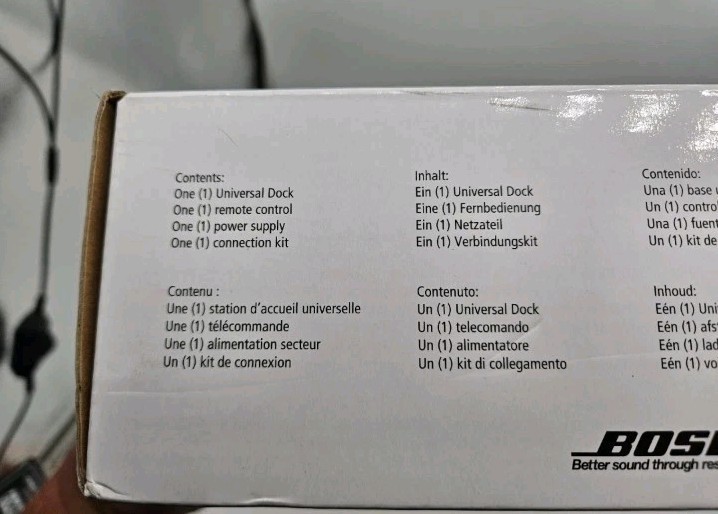 Contents:
One (1) Universal Dock
One (1) remote control
One (1) power supply
One (1) connection kit
Inhalt:
Ein (1) Universal Dock
Eine (1) Fernbedienung
Ein (1) Netzateil
Ein (1) Verbindungskit
Contenido:
Una (1) base
Un (1)
Una (1)
Un (1) kit de
Contenu :
Une (1) station d'accueil universelle
Une (1) télécommande
Une (1) alimentation secteur
Un (1) kit de connexion
Contenuto:
Un (1) Universal Dock
Un (1) telecomando
Un (1) alimentatore
Un (1) kit di collegamento
Inhoud:
Eén (1)
Eén (1)
Eén (1)
Eén (1)
Better sound through